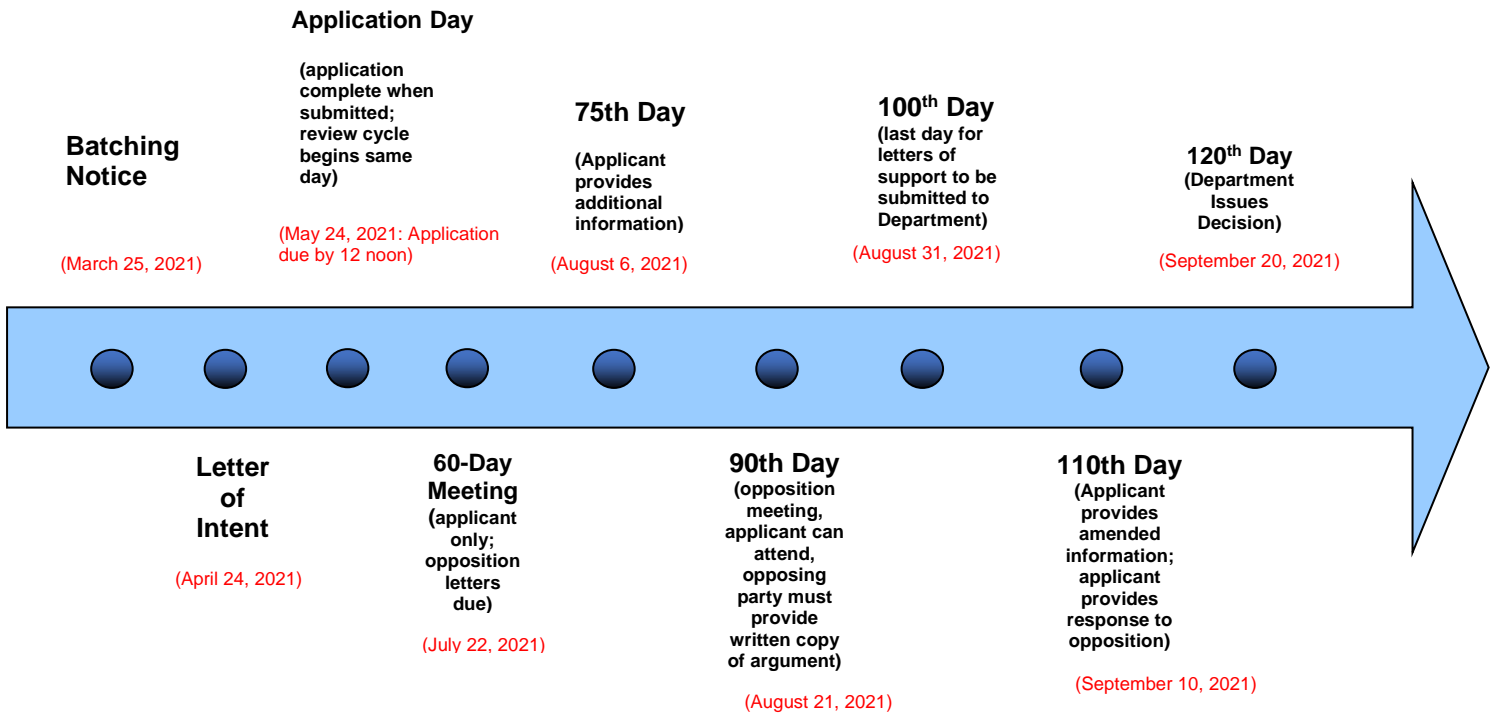 Batching
Notice
(March 25, 2021)
Letter
of
Intent
(April 24, 2021)
Application Day
(application
complete when
submitted;
review cycle
begins same
day)
(May 24, 2021: Application
due by 12 noon)
60-Day
Meeting
(applicant
only;
opposition
letters
due)
(July 22, 2021)
75th Day
(Applicant
provides
additional
information)
(August 6, 2021)
90th Day
(opposition
meeting,
applicant can
attend,
opposing
party must
provide
written copy
of argument)
(August 21, 2021)
100th Day
(last day for
letters of
support to be
submitted to
Department)
(August 31, 2021)
110th Day
(Applicant
provides
amended
information;
applicant
provides
response to
opposition)
(September 10, 2021)
120th Day
(Department
Issues
Decision)
(September 20, 2021)